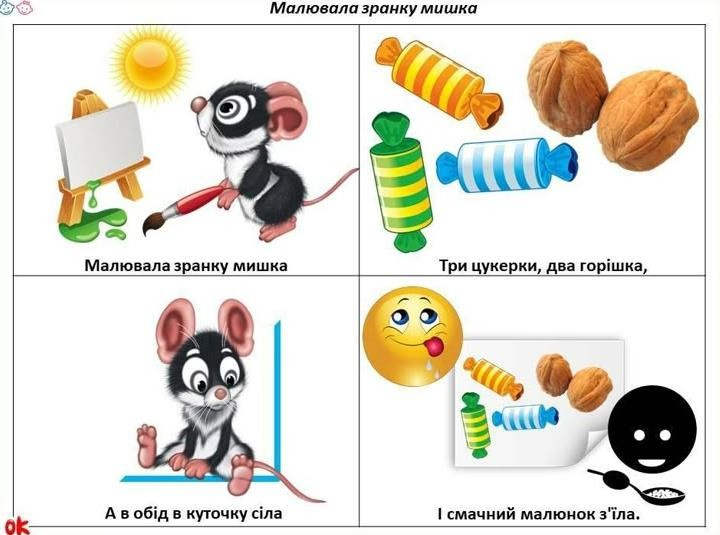 Малювала зранку мишка
Малювала зранку мишка
Три цукерки, два горішка,
А в обід в куточку сіла
І смачний малюнок з'їла.
ok